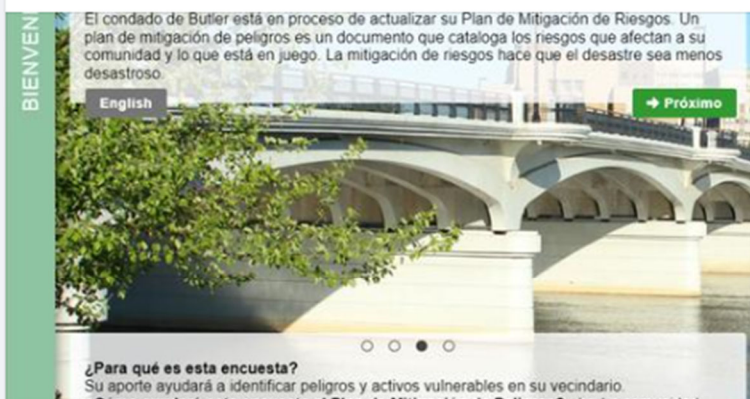 BIENVEN
El condado de Butler está en proceso de actualizar su Plan de Mitigación de Riesgos. Un
plan de mitigación de peligros es un documento que cataloga los riesgos que afectan a su
comunidad y lo que está en juego. La mitigación de riesgos hace que el desastre sea menos
desastroso.
English
➔ Próximo
¿Para qué es esta encuesta?
Su aporte ayudará a identificar peligros y activos vulnerables en su vecindario.